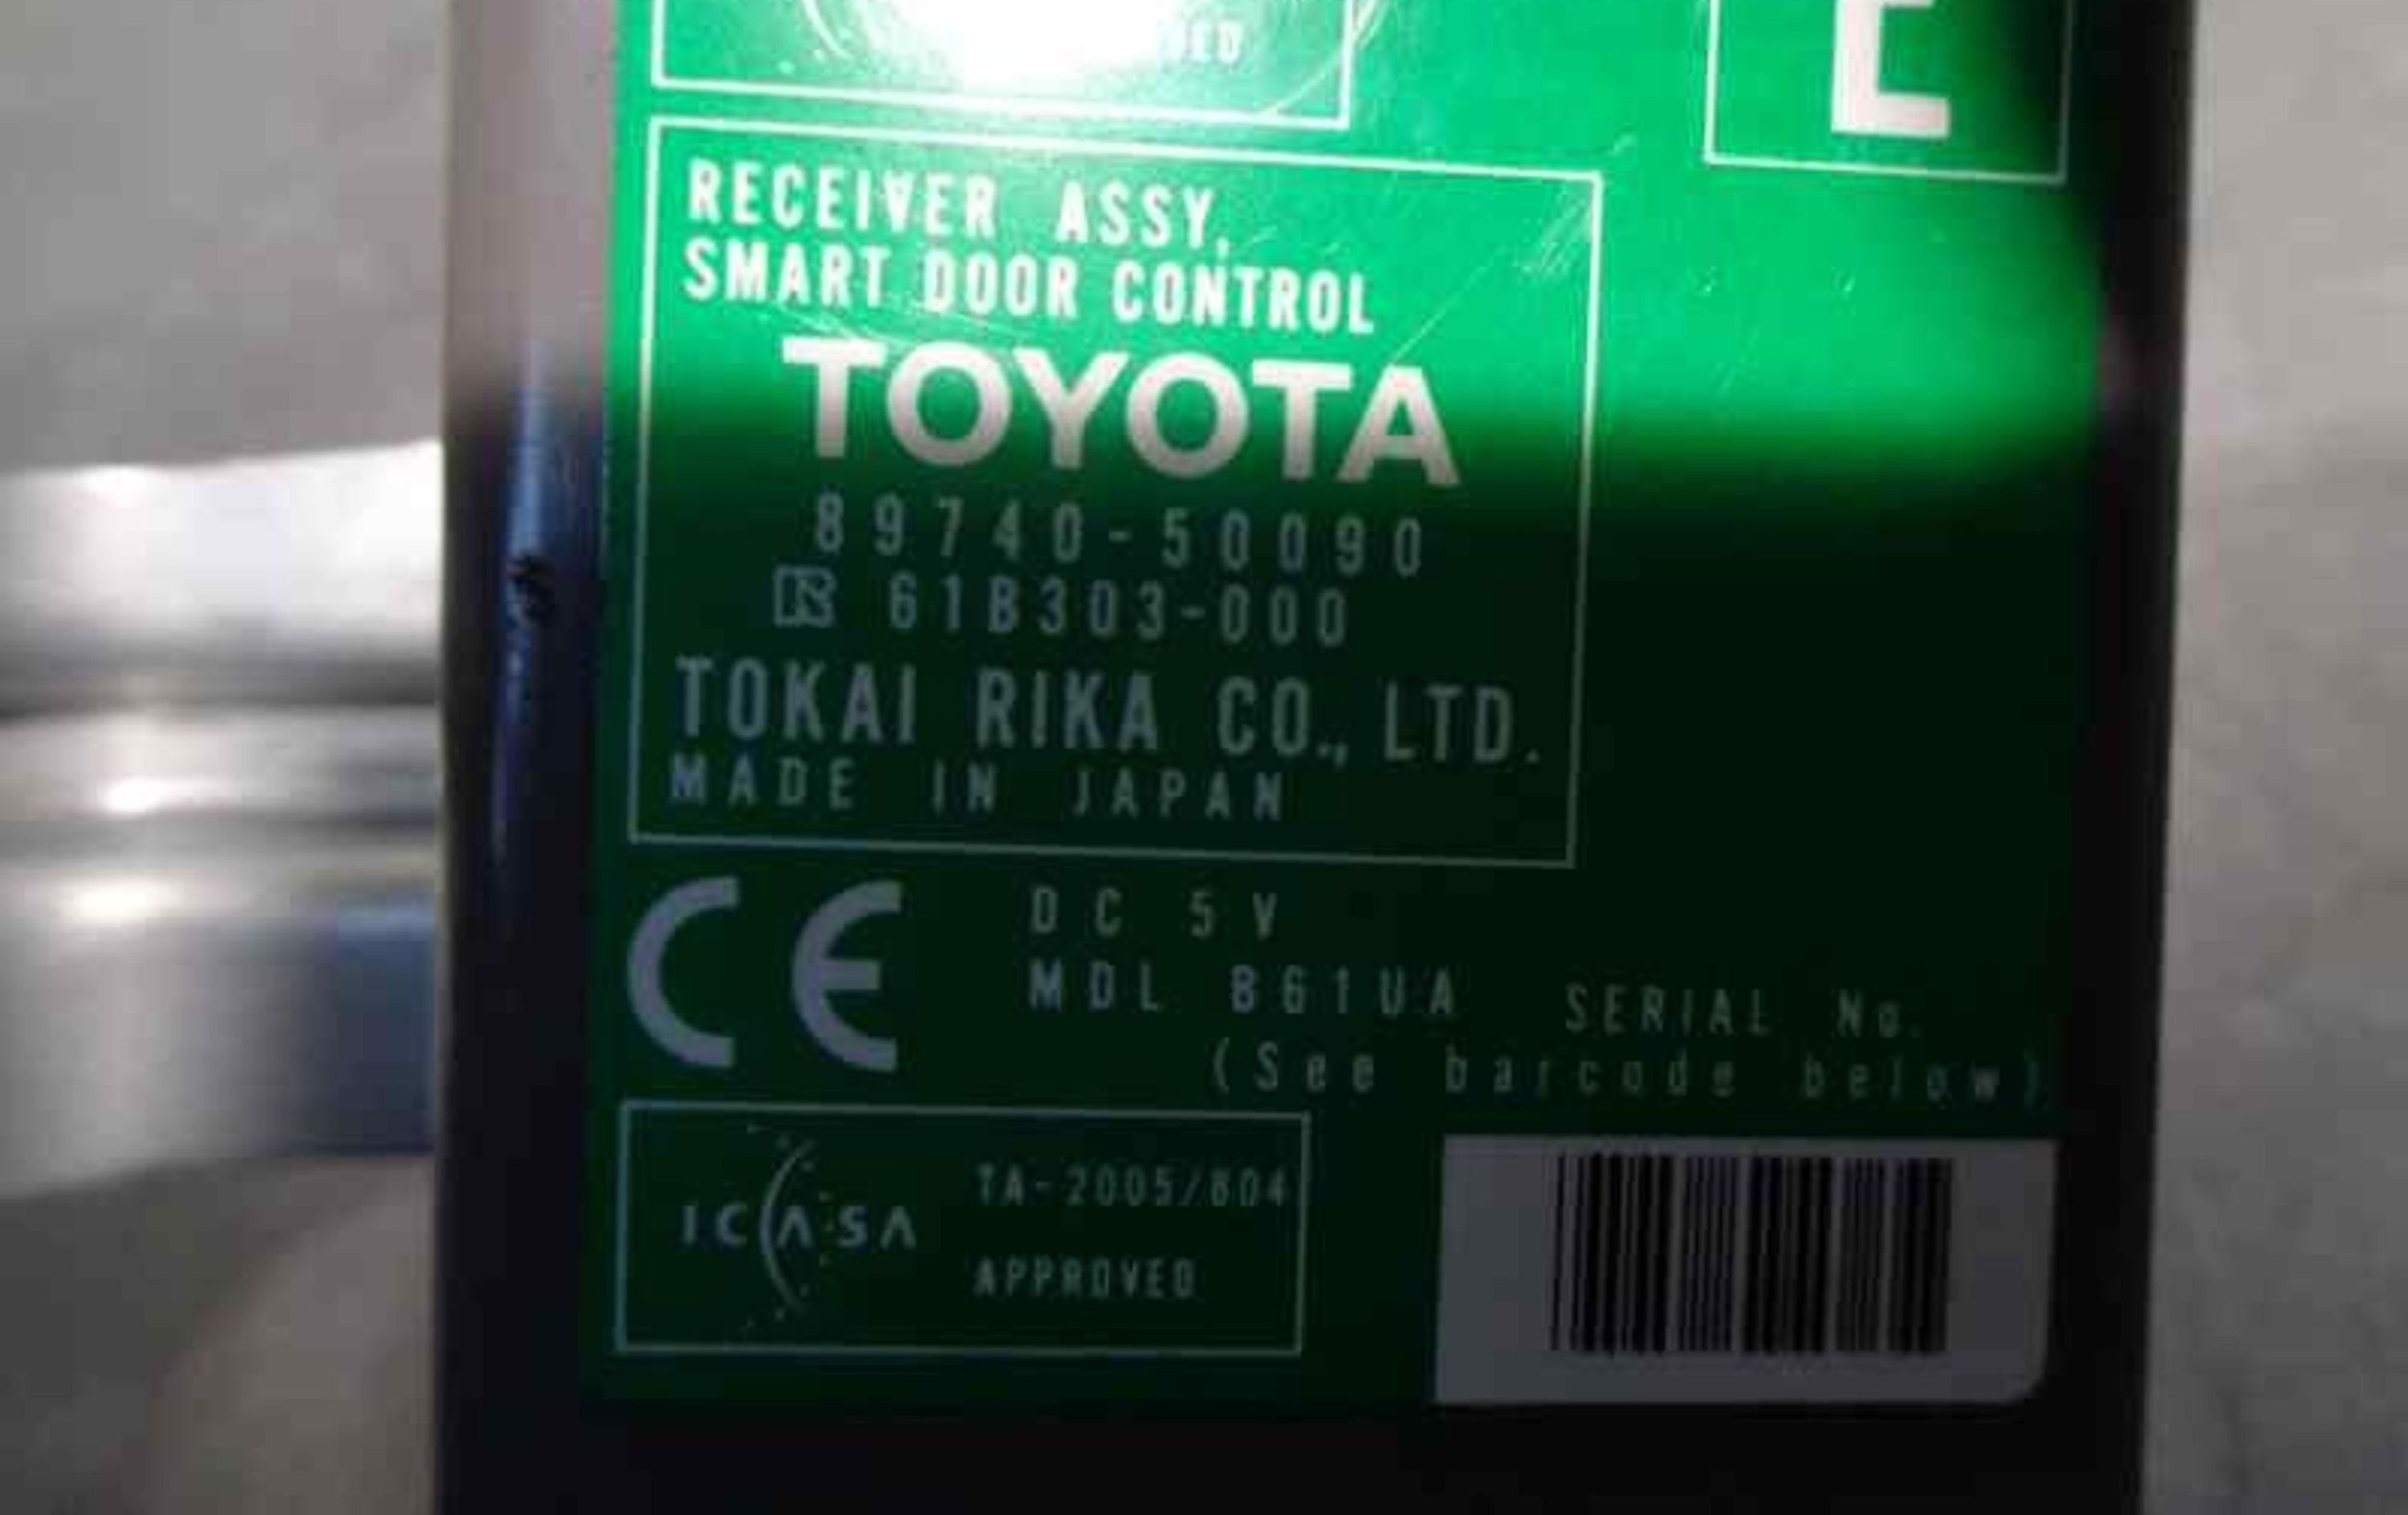 E
RECEIVER ASSY,
SMART DOOR CONTROL
TOYOTA
89740-50090
61B303-000
TOKAI RIKA CO., LTD.
MADE IN JAPAN
CE
DC 5V
MDL B61UA
SERIAL No.
(See barcode below)
ICASA
TA-2005/804
APPROVED